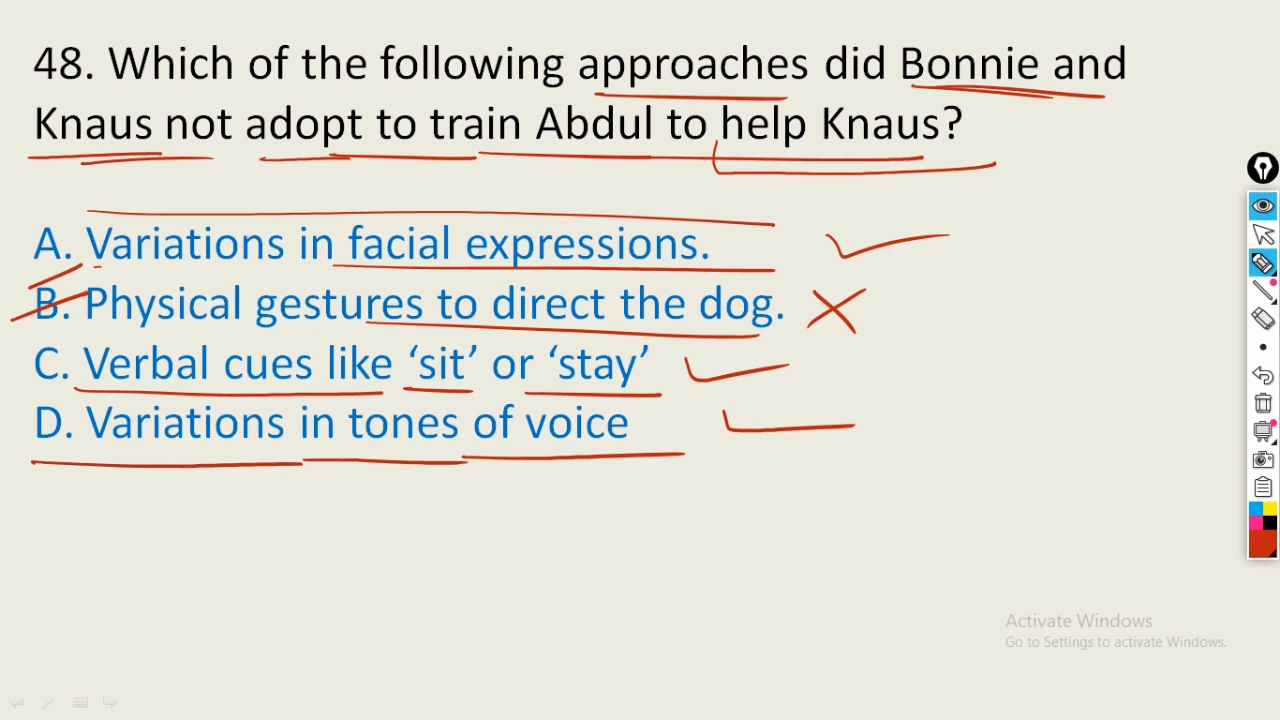 48. Which of the following approaches did Bonnie and
Knaus not adopt to train Abdul to help Knaus?
A. Variations in facial expressions.
B. Physical gestures to direct the dog.
C. Verbal cues like ‘sit’ or ‘stay’
D. Variations in tones of voice
Activate Windows
Go to Settings to activate Windows.